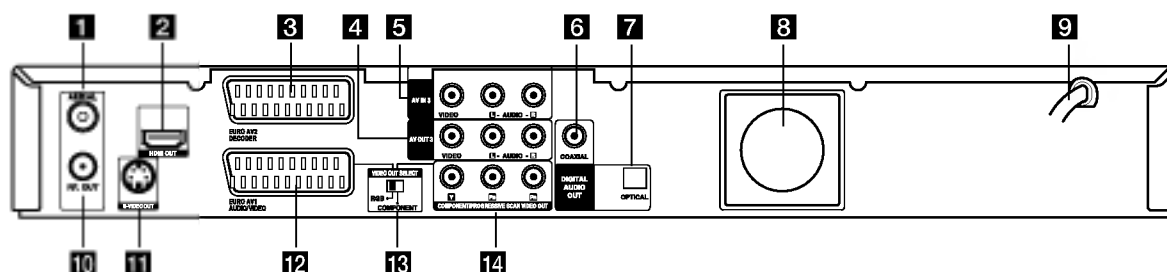 1 2 3 4 5 6 7 8 9
AERIAL
RF. OUT
HDMI OUT
S-VIDEO OUT
EURO AV2
DECODER
EURO AV1
AUDIO/VIDEO
VIDEO OUT SELECT
RGB
COMPONENT
AV IN 3
AV OUT 3
VIDEO L - AUDIO - R
VIDEO L - AUDIO - R
Y
COMPONENT/PROGRESSIVE SCAN VIDEO OUT
COAXIAL
DIGITAL
AUDIO
OUT
OPTICAL
10 11 12 13 14